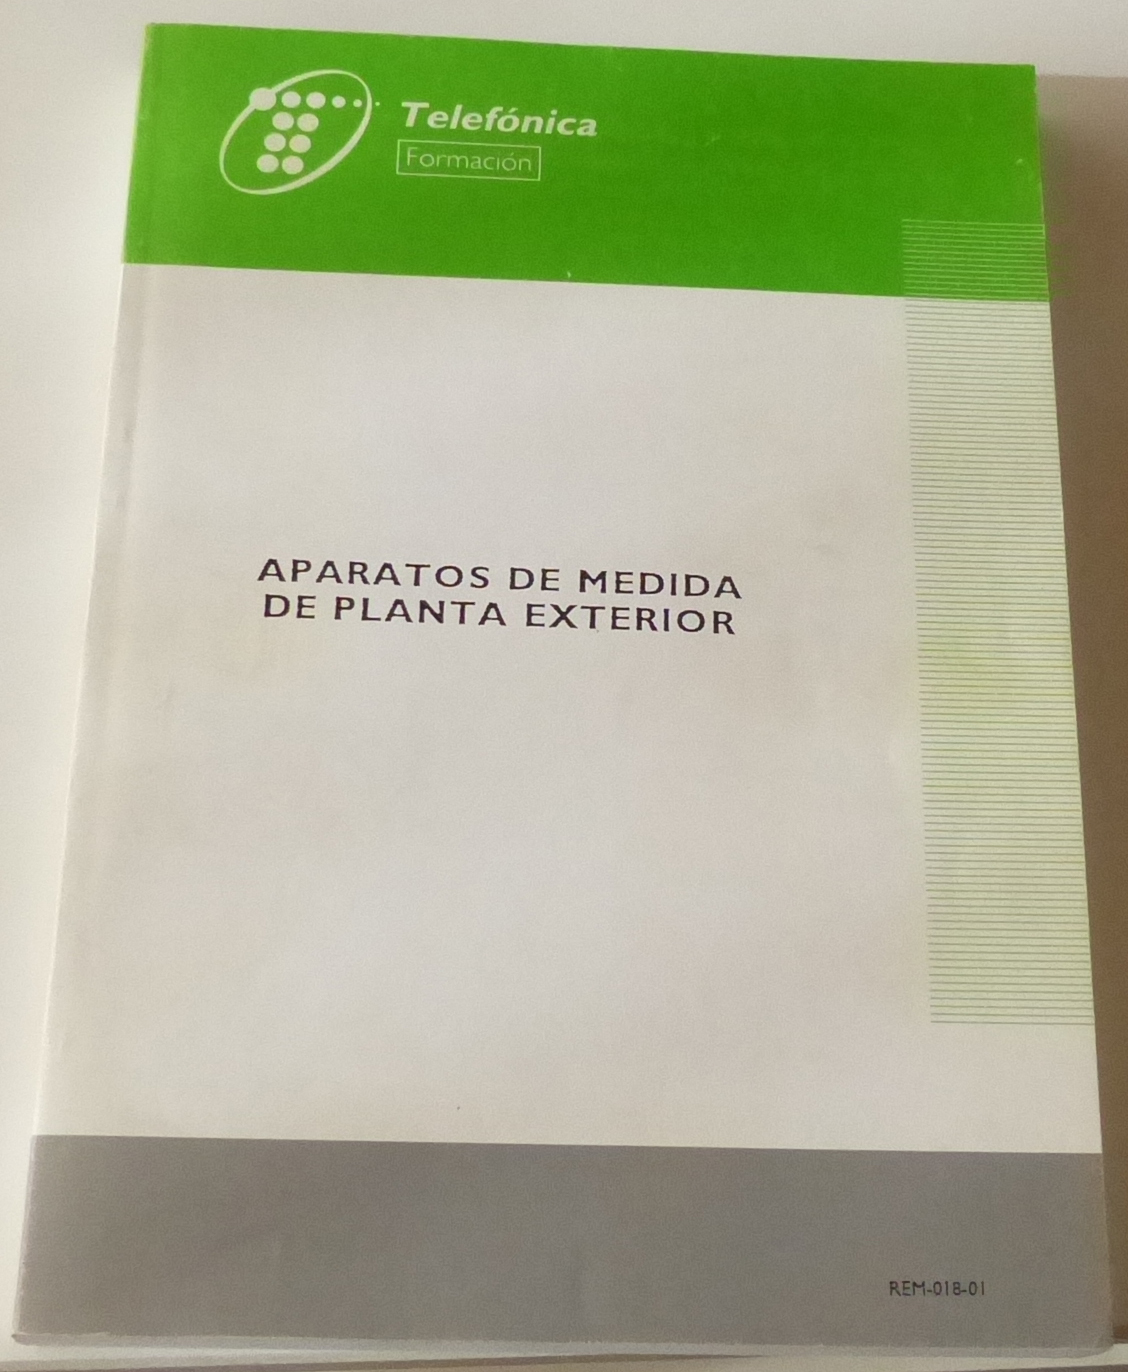 Telefónica
Formación
APARATOS DE MEDIDA
DE PLANTA EXTERIOR
REM-018-01